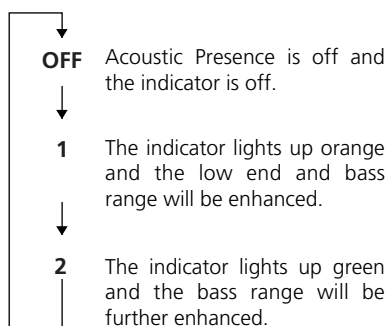 OFF Acoustic Presence is off and
the indicator is off.
1 The indicator lights up orange
and the low end and bass
range will be enhanced.
2 The indicator lights up green
and the bass range will be
further enhanced.